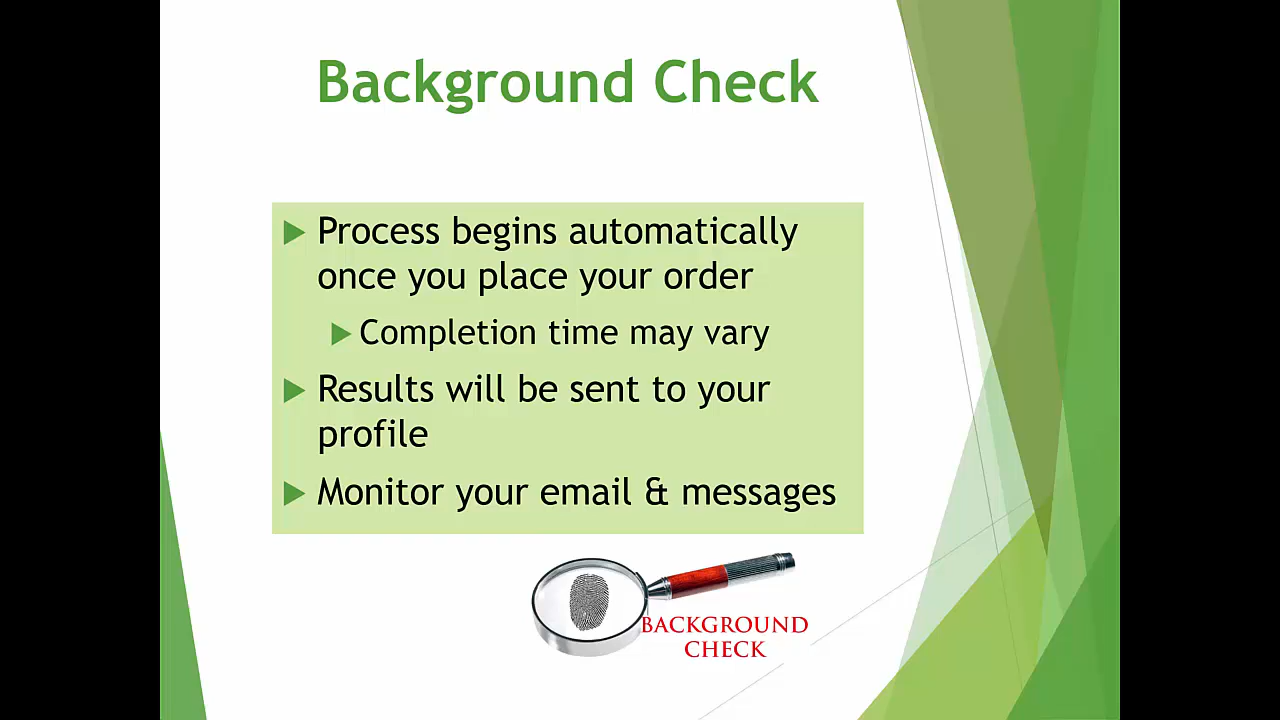 Background Check
Process begins automatically
once you place your order
Completion time may vary
Results will be sent to your
profile
Monitor your email & messages
BACKGROUND
CHECK